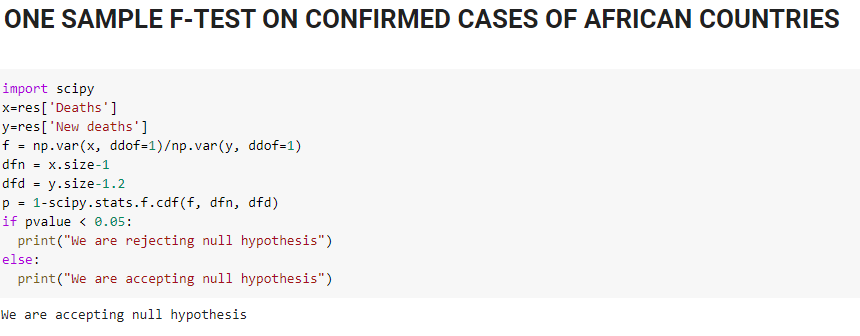 ONE SAMPLE F-TEST ON CONFIRMED CASES OF AFRICAN COUNTRIES
import scipy
x=res['Deaths']
y=res['New deaths']
f = np.var(x, ddof=1)/np.var(y, ddof=1)
dfn = x.size-1
dfd = y.size-1.2
p = 1-scipy.stats.f.cdf(f, dfn, dfd)
if pvalue < 0.05:
  print("We are rejecting null hypothesis")
else:
  print("We are accepting null hypothesis")
We are accepting null hypothesis